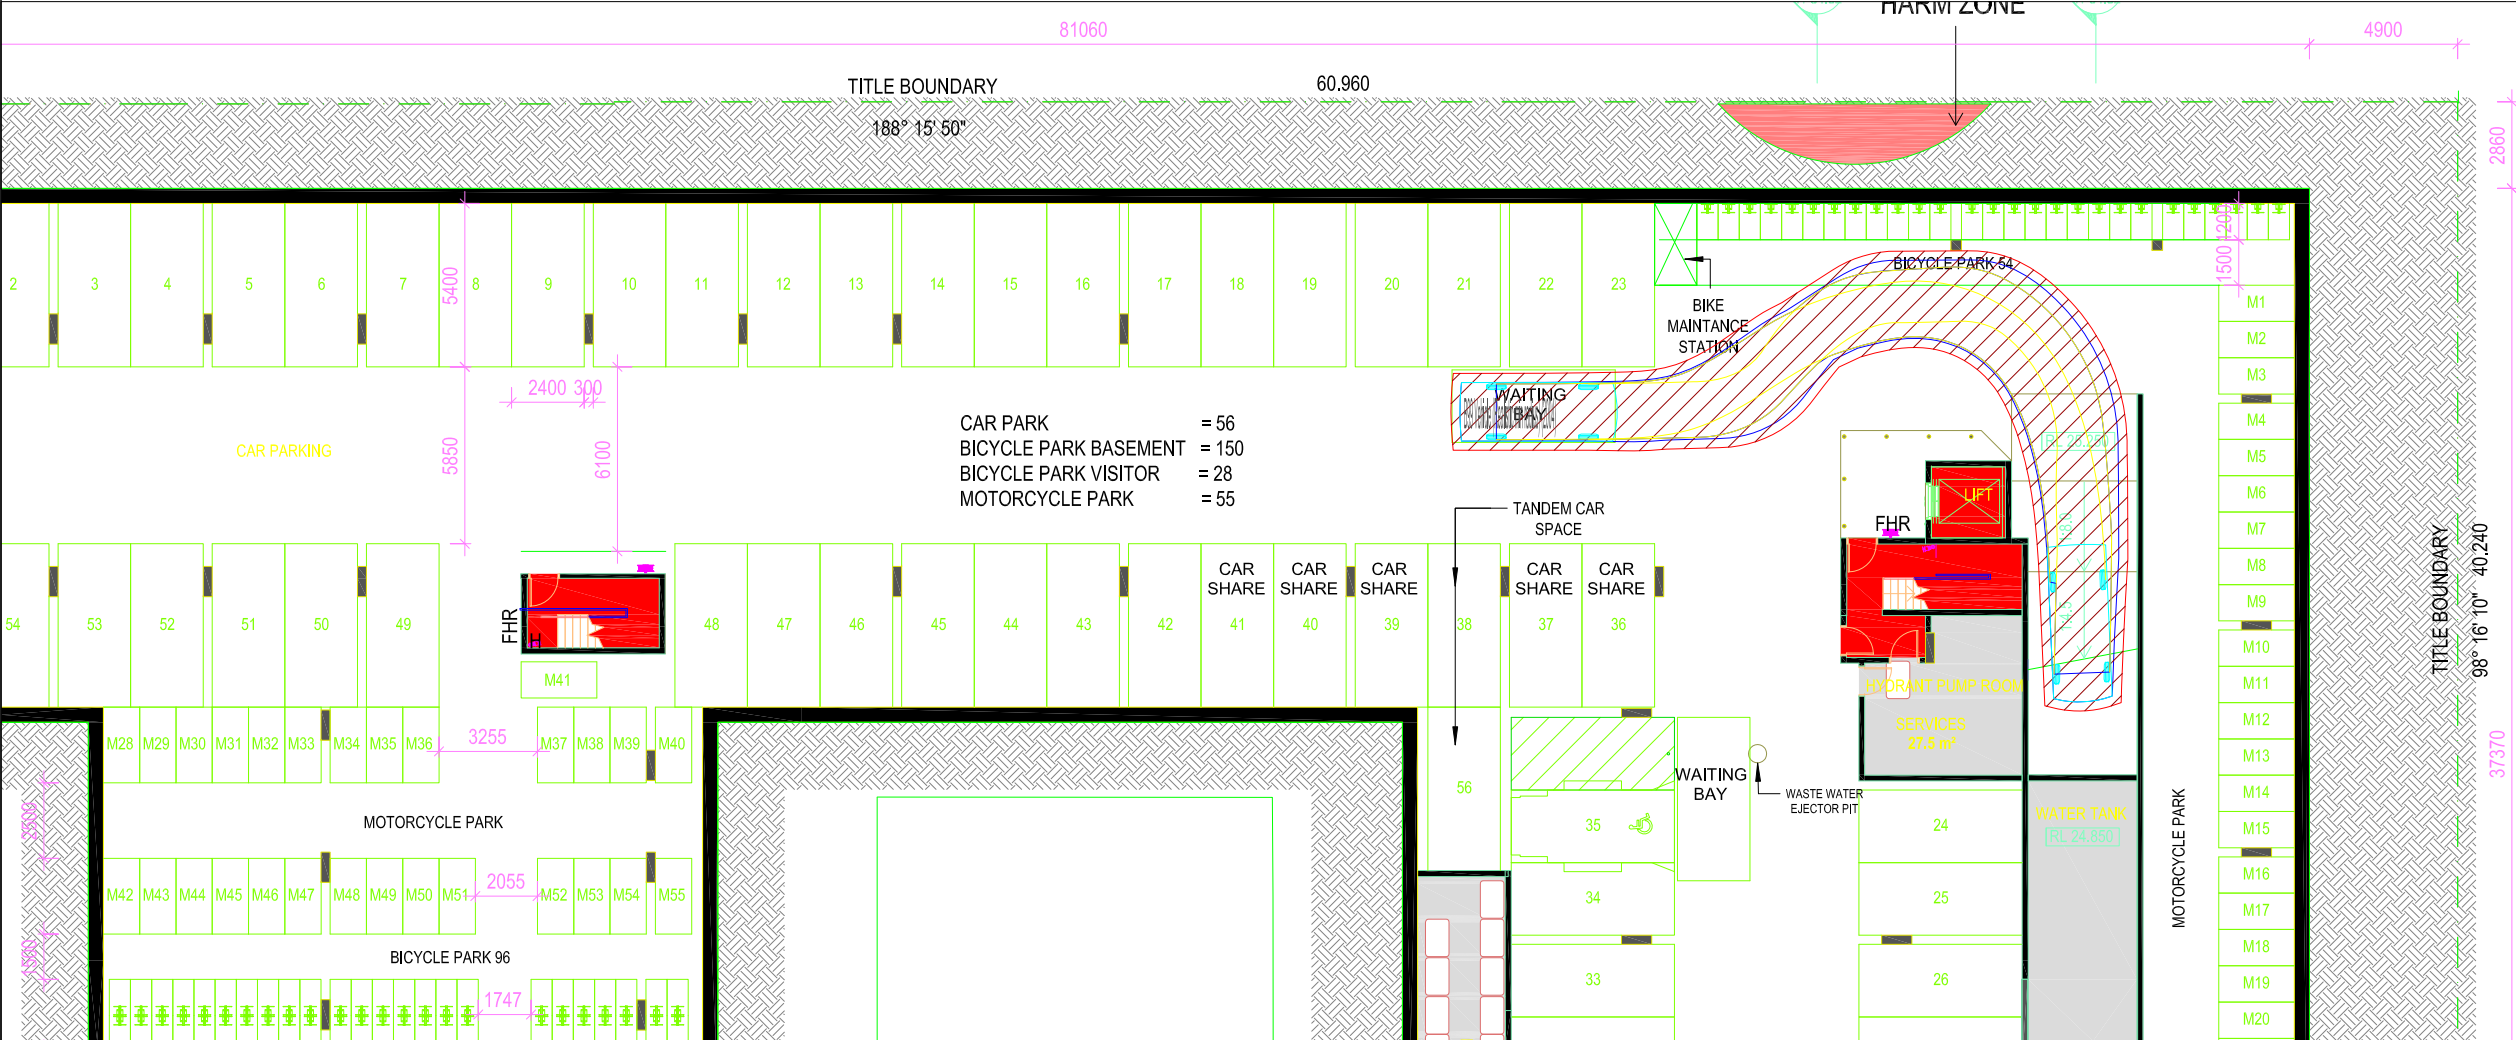 HARM ZONE
81060
4900
TITLE BOUNDARY
60.960
188° 15' 50"
2860
2
3
4
5
6
7
8
9
10
11
12
13
14
15
16
17
18
19
20
21
22
23
5400
1200
1500
BICYCLE PARK 54
BIKE
MAINTANCE
STATION
M1
M2
M3
M4
M5
M6
M7
M8
M9
M10
M11
M12
M13
M14
M15
M16
M17
M18
M19
M20
2400 300
WAITING
BAY
CAR PARKING
5850
6100
CAR PARK = 56
BICYCLE PARK BASEMENT = 150
BICYCLE PARK VISITOR = 28
MOTORCYCLE PARK = 55
TANDEM CAR
SPACE
LIFT
FHR
TITLE BOUNDARY
98° 16' 10" 40.240
37370
54
53
52
51
50
49
FHR
H
M41
48
47
46
45
44
43
42
CAR
SHARE
41
CAR
SHARE
40
CAR
SHARE
39
38
CAR
SHARE
37
CAR
SHARE
36
HYDRANT PUMP ROOM
SERVICES
27.5 m²
M28
M29
M30
M31
M32
M33
M34
M35
M36
3255
M37
M38
M39
M40
MOTORCYCLE PARK
56
WAITING
BAY
WASTE WATER
EJECTOR PIT
35
34
33
24
25
26
WATER TANK
RL 24.650
MOTORCYCLE PARK
M42
M43
M44
M45
M46
M47
M48
M49
M50
M51
2055
M52
M53
M54
M55
BICYCLE PARK 96
1747